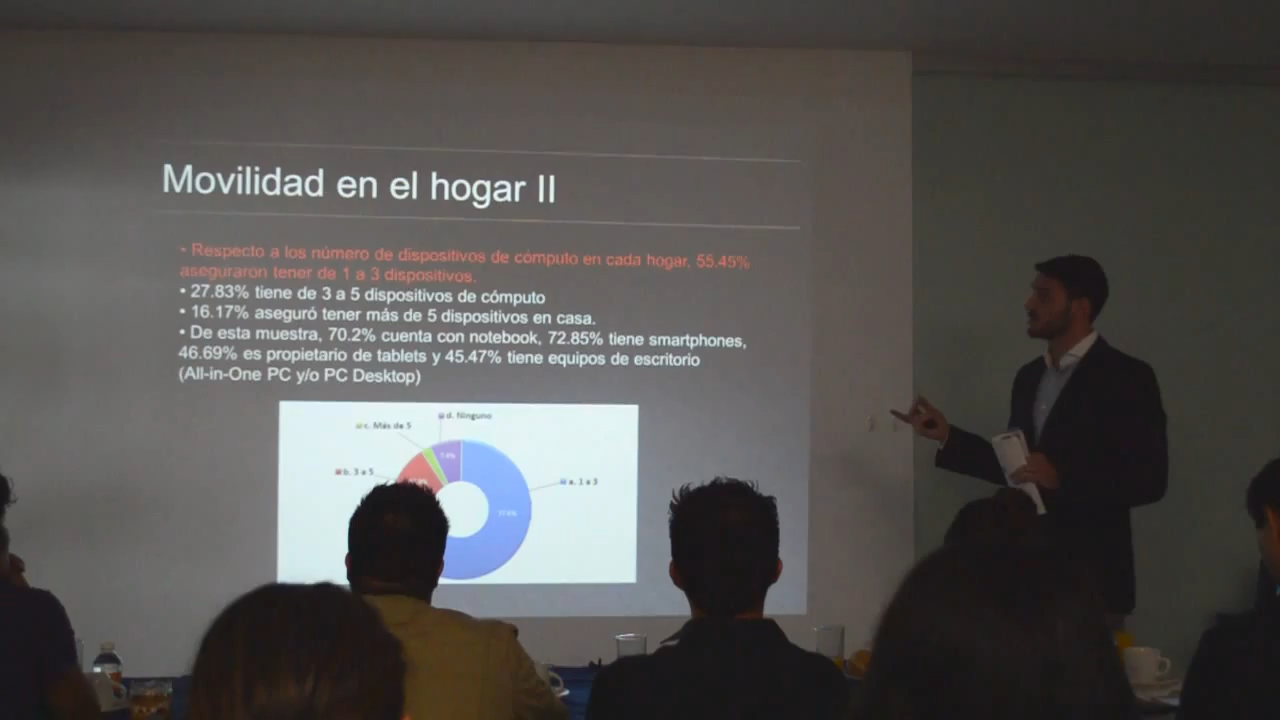 Movilidad en el hogar II
- Respecto a los número de dispositivos de cómputo en cada hogar, 55.45%
aseguraron tener de 1 a 3 dispositivos.
• 27.83% tiene de 3 a 5 dispositivos de cómputo
• 16.17% aseguró tener más de 5 dispositivos en casa.
• De esta muestra, 70.2% cuenta con notebook, 72.85% tiene smartphones,
46.69% es propietario de tablets y 45.47% tiene equipos de escritorio
(All-in-One PC y/o PC Desktop)
d. Ninguno
c. Más de 5
b. 3 a 5
a. 1 a 3